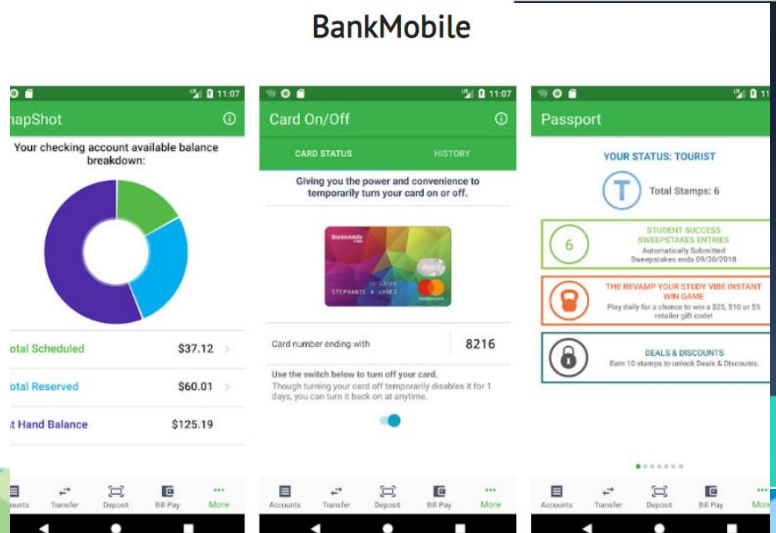 BankMobile
11:07
napShot
Your checking account available balance
breakdown:
otal Scheduled $37.12
otal Reserved $60.01
t Hand Balance $125.19
ounts Transfer Deposit Bill Pay More
11:07
Card On/Off
CARD STATUS HISTORY
Giving you the power and convenience to
temporarily turn your card on or off.
BankMobile
debit
STEPHANIE A JONES
mastercard
Card number ending with 8216
Use the switch below to turn off your card.
Though turning your card off temporarily disables it for 1
days, you can turn it back on at anytime.
Accounts Transfer Deposit Bill Pay More
11
Passport
YOUR STATUS: TOURIST
T Total Stamps: 6
6
STUDENT SUCCESS
SWEEPSTAKES ENTRIES
Automatically Submitted
Sweepstakes ends 09/30/2018
THE REVAMP YOUR STUDY VIBE INSTANT
WIN GAME
Play daily for a chance to win a $25, $10 or $5
retailer gift code!
DEALS & DISCOUNTS
Earn 10 stamps to unlock Deals & Discounts.
Accounts Transfer Deposit Bill Pay More